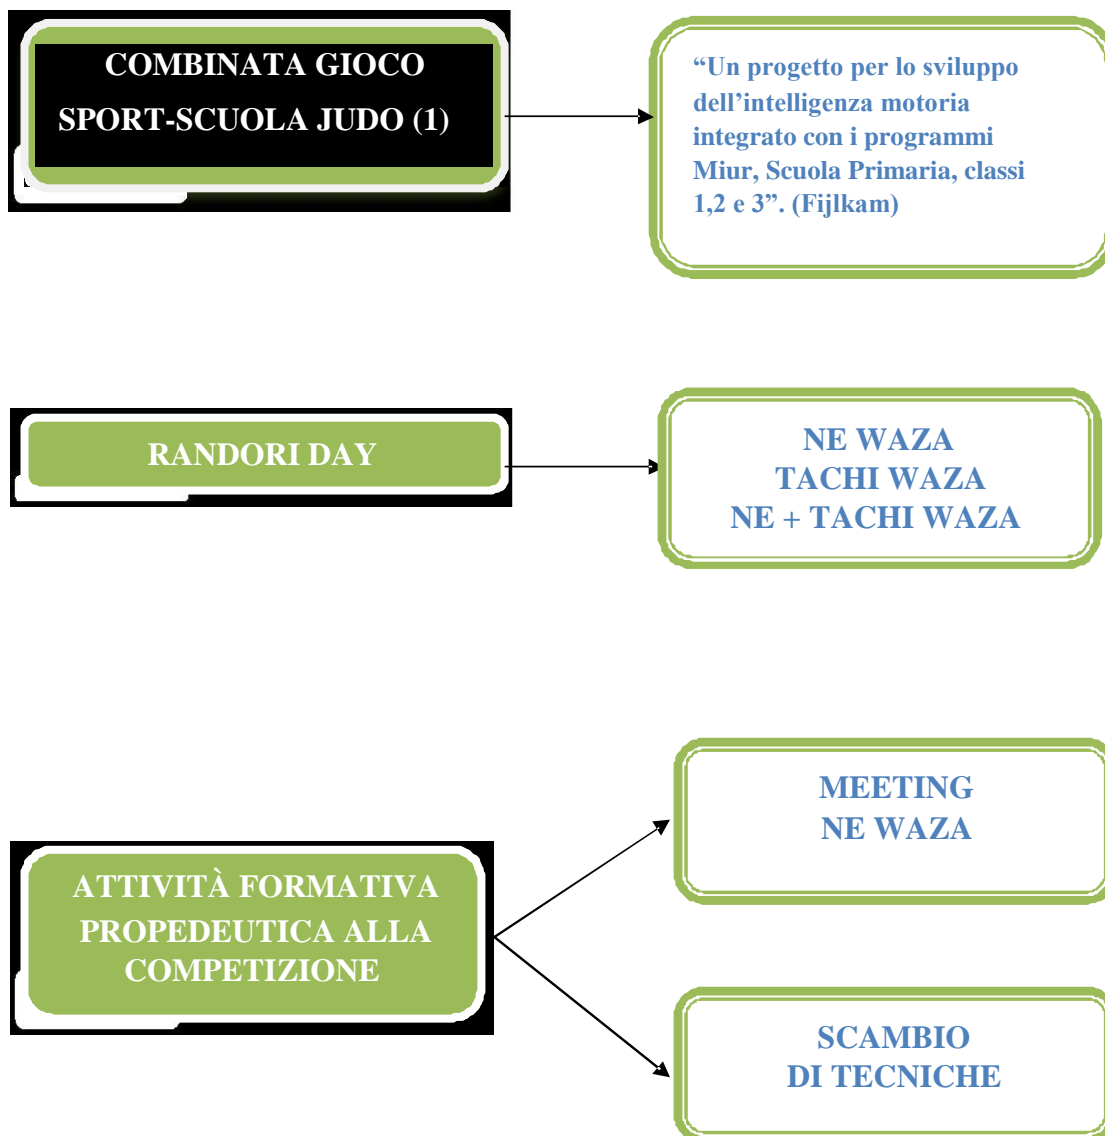 COMBINATA GIOCO
SPORT-SCUOLA JUDO (1)
“Un progetto per lo sviluppo
dell’intelligenza motoria
integrato con i programmi
Miur, Scuola Primaria, classi
1,2 e 3”. (Fijlkam)
RANDORI DAY
NE WAZA
TACHI WAZA
NE + TACHI WAZA
ATTIVITÀ FORMATIVA
PROPEDEUTICA ALLA
COMPETIZIONE
MEETING
NE WAZA
SCAMBIO
DI TECNICHE